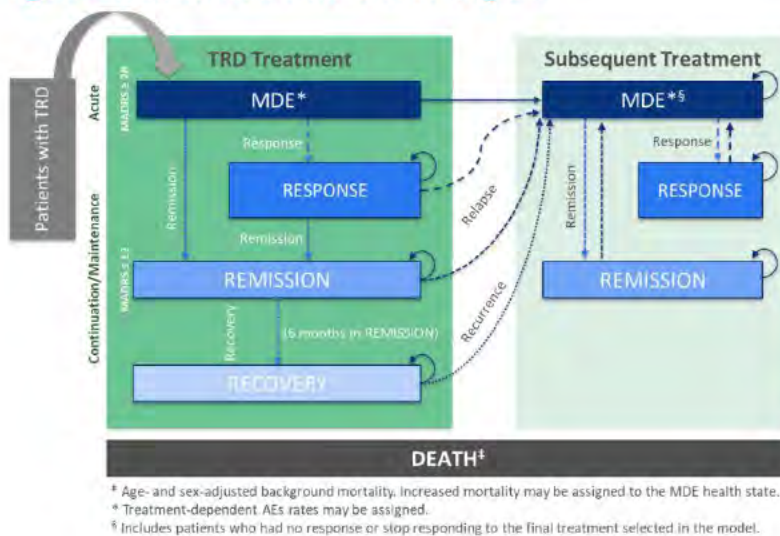 TRD Treatment
Subsequent Treatment
Patients with TRD
Acute
MADRS ≥ 28
MDE*
MDE*§
Response
Response
RESPONSE
RESPONSE
Remission
Remission
Relapse
Remission
Continuation/Maintenance
REMISSION
REMISSION
Recovery
(6 months in REMISSION)
Recurrence
RECOVERY
DEATH‡
‡ Age- and sex-adjusted background mortality. Increased mortality may be assigned to the MDE health state.
* Treatment-dependent AEs rates may be assigned.
§ Includes patients who had no response or stop responding to the final treatment selected in the model.